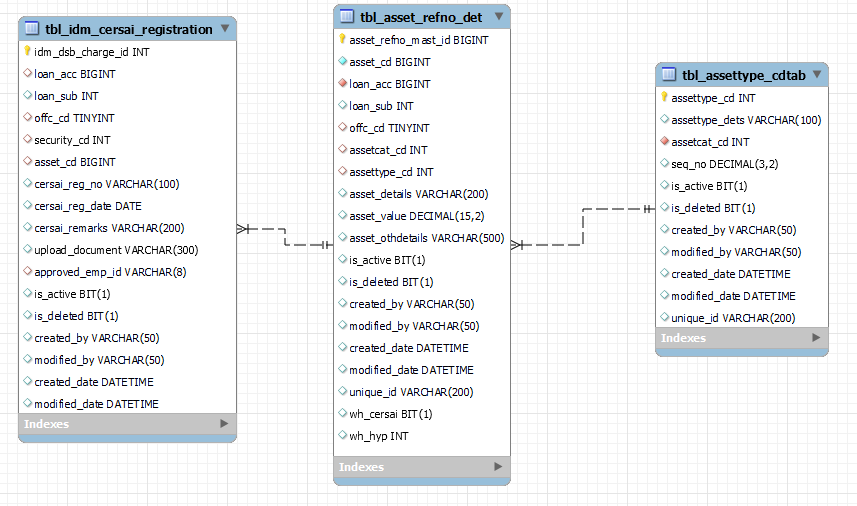 tbl_idm_cersai_registration
idm_dsb_charge_id INT
loan_acc BIGINT
loan_sub INT
offc_cd TINYINT
security_cd INT
asset_cd BIGINT
cersai_reg_no VARCHAR(100)
cersai_reg_date DATE
cersai_remarks VARCHAR(200)
upload_document VARCHAR(300)
approved_emp_id VARCHAR(8)
is_active BIT(1)
is_deleted BIT(1)
created_by VARCHAR(50)
modified_by VARCHAR(50)
created_date DATETIME
modified_date DATETIME
Indexes
tbl_asset_refno_det
asset_refno_mast_id BIGINT
asset_cd BIGINT
loan_acc BIGINT
loan_sub INT
offc_cd TINYINT
assetcat_cd INT
assettype_cd INT
asset_details VARCHAR(200)
asset_value DECIMAL(15,2)
asset_othdetails VARCHAR(500)
is_active BIT(1)
is_deleted BIT(1)
created_by VARCHAR(50)
modified_by VARCHAR(50)
created_date DATETIME
modified_date DATETIME
unique_id VARCHAR(200)
wh_cersai BIT(1)
wh_hyp INT
Indexes
tbl_assettype_cdtab
assettype_cd INT
assettype_dets VARCHAR(100)
assetcat_cd INT
seq_no DECIMAL(3,2)
is_active BIT(1)
is_deleted BIT(1)
created_by VARCHAR(50)
modified_by VARCHAR(50)
created_date DATETIME
modified_date DATETIME
unique_id VARCHAR(200)
Indexes